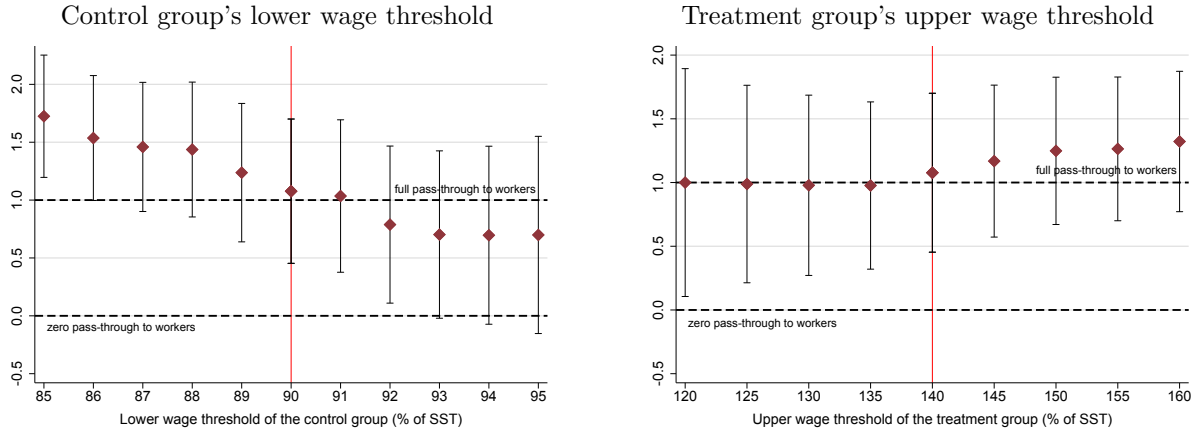 Control group's lower wage threshold
2.0
1.5
1.0
0.5
0.0
-0.5
full pass-through to workers
zero pass-through to workers
85 86 87 88 89 90 91 92 93 94 95
Lower wage threshold of the control group (% of SST)
Treatment group's upper wage threshold
2.0
1.5
1.0
0.5
0.0
-0.5
full pass-through to workers
zero pass-through to workers
120 125 130 135 140 145 150 155 160
Upper wage threshold of the treatment group (% of SST)